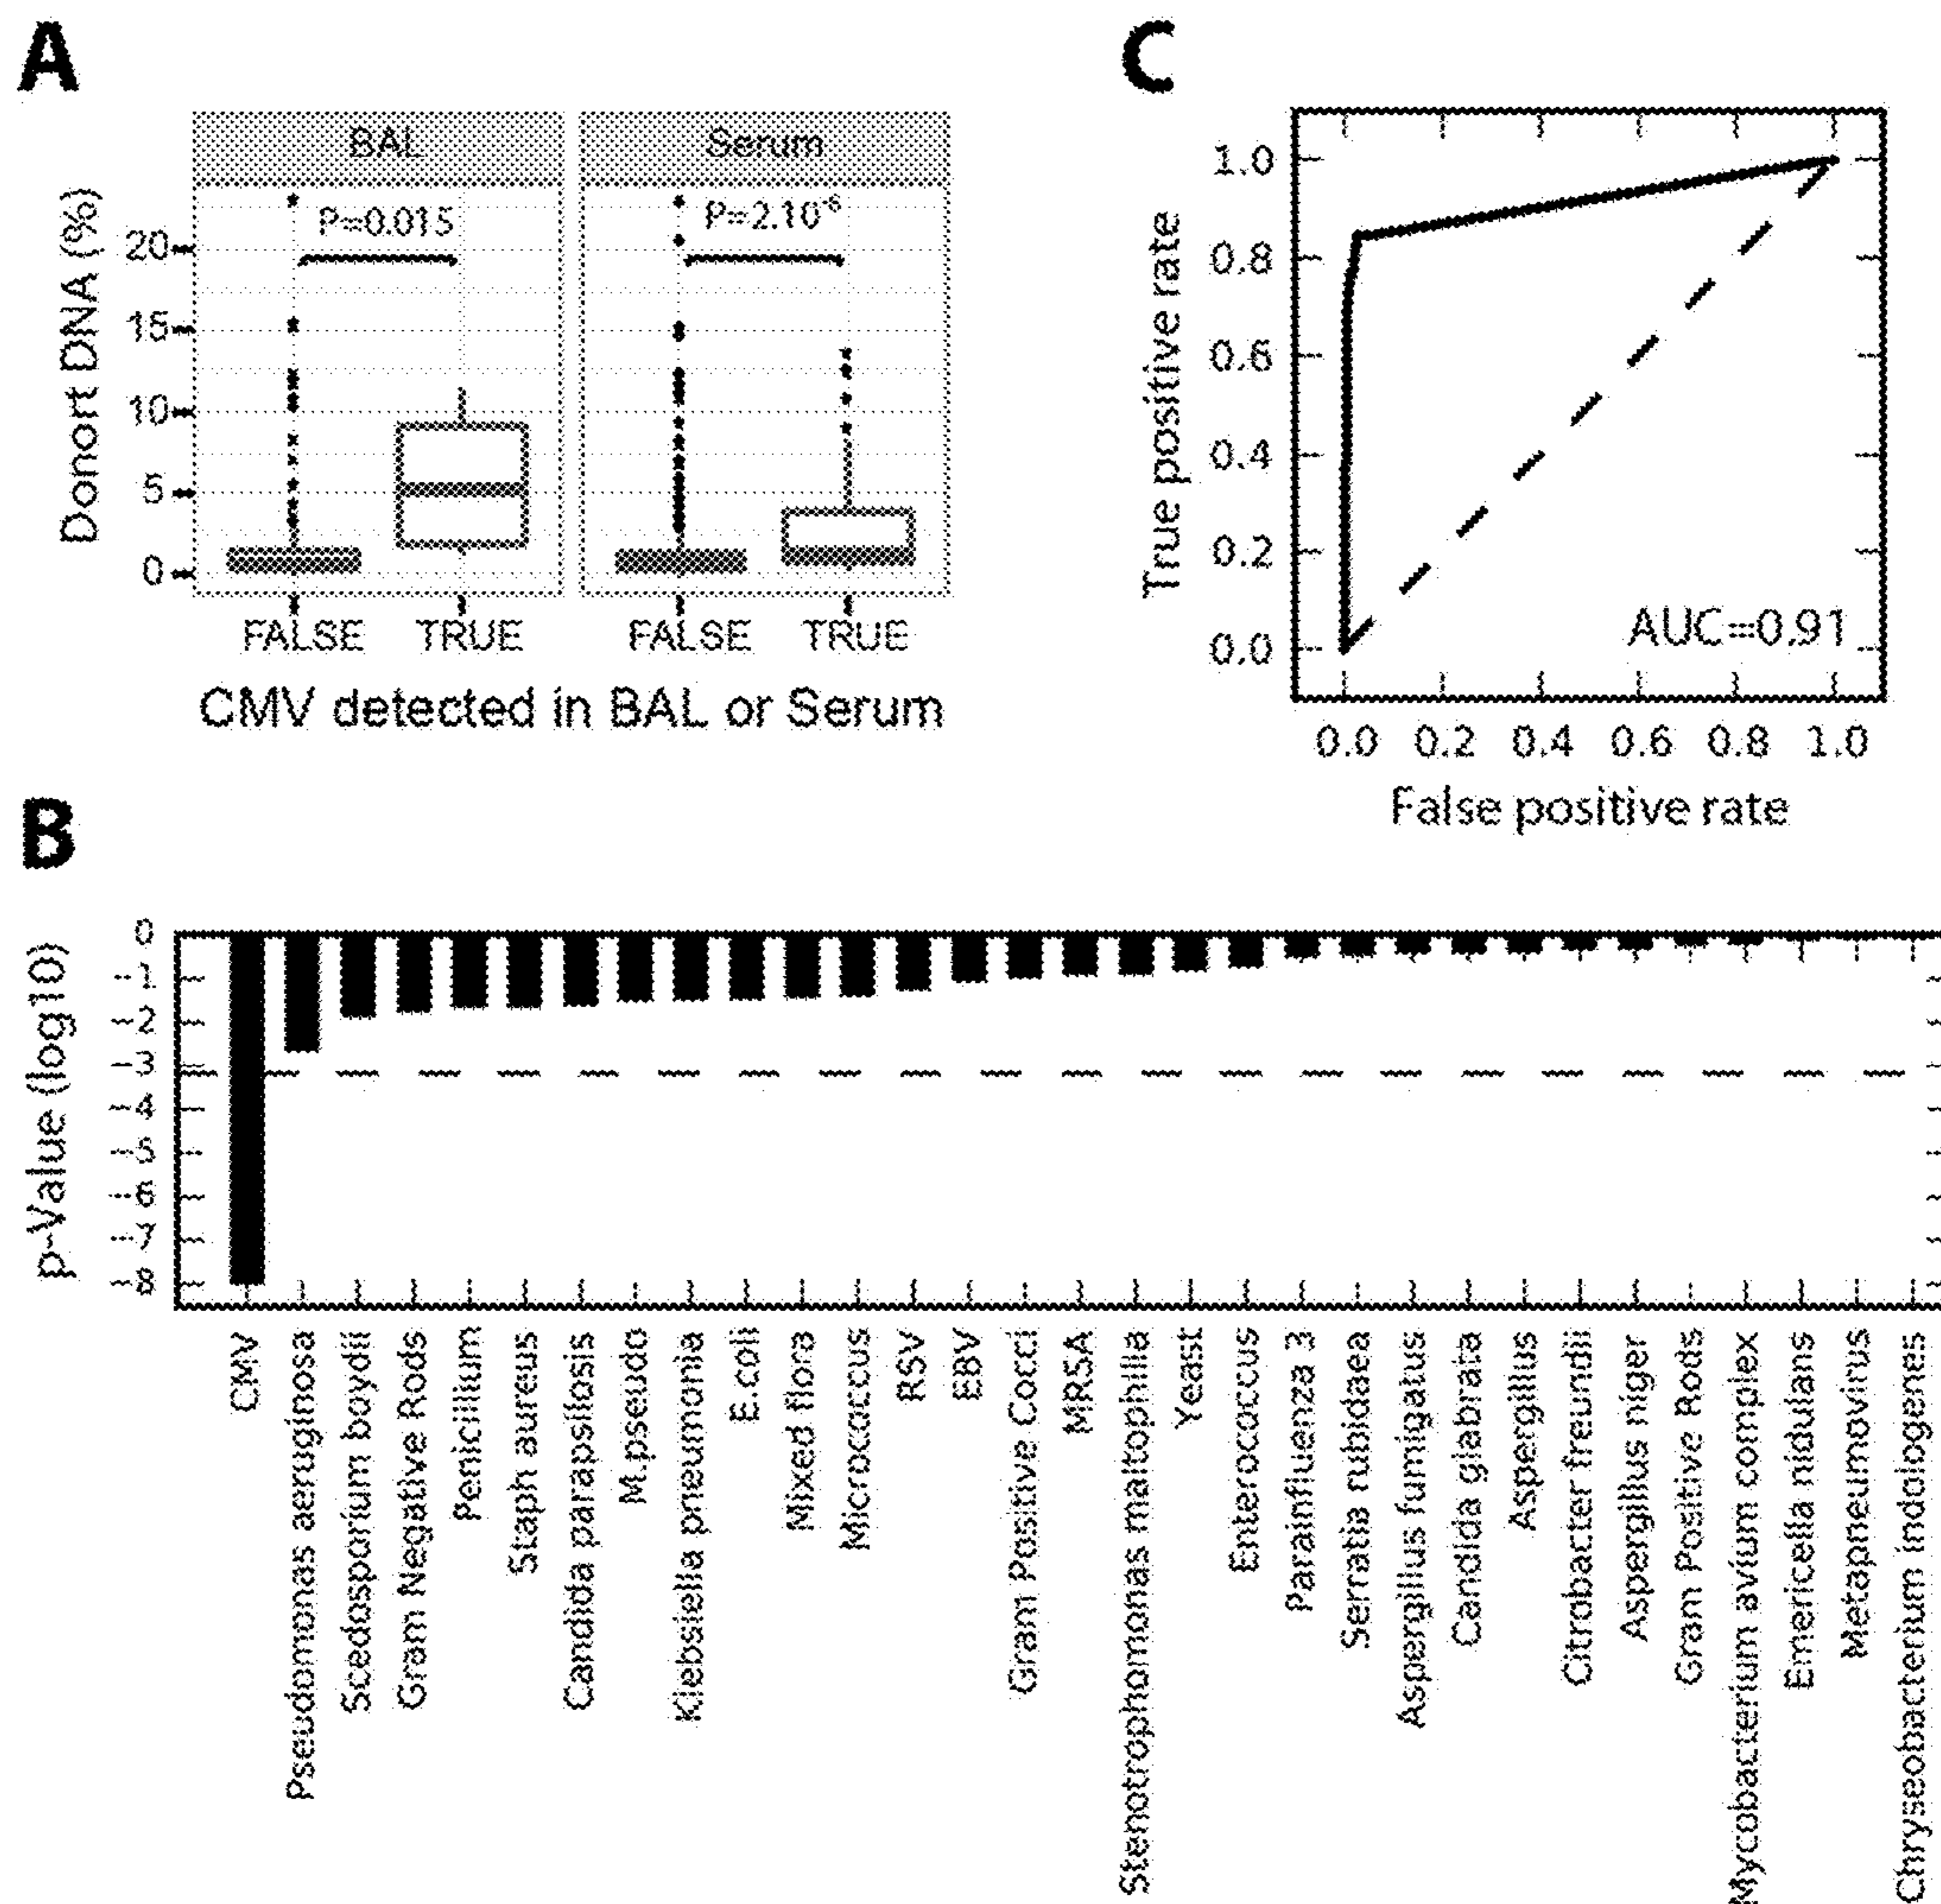 A
BAL
Serum
P=0.015
P=2.10-6
Donort DNA (%)
20
15
10
5
0
FALSE
TRUE
FALSE
TRUE
CMV detected in BAL or Serum
C
True positive rate
1.0
0.8
0.6
0.4
0.2
0.0
AUC=0.91
0.0 0.2 0.4 0.6 0.8 1.0
False positive rate
B
p-Value (log10)
0
-1
-2
-3
-4
-5
-6
-7
-8
CMV
Pseudomonas aeruginosa
Scedosporium boydii
Gram Negative Rods
Penicillium
Staph aureus
Candida parapsilosis
M.pseudo
Klebsiella pneumonia
E.coli
Mixed flora
Micrococcus
RSV
EBV
Gram Positive Cocci
MRSA
Stenotrophomonas maltophilia
Yeast
Enterococcus
Parainfluenza 3
Serratia rubidaea
Aspergillus fumigatus
Candida glabrata
Aspergillus
Citrobacter freundii
Aspergillus niger
Gram Positive Rods
Mycobacterium avium complex
Emericella nidulans
Metapneumovirus
Chryseobacterium indologenes